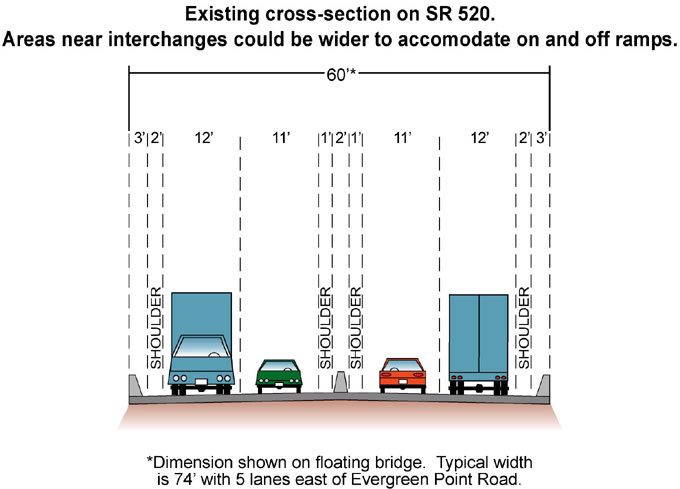 Existing cross-section on SR 520.
Areas near interchanges could be wider to accomodate on and off ramps.
60'*
3' 2' 12' 11' 1' 2' 1' 11' 12' 2' 3'
SHOULDER SHOULDER SHOULDER SHOULDER
*Dimension shown on floating bridge. Typical width
is 74' with 5 lanes east of Evergreen Point Road.